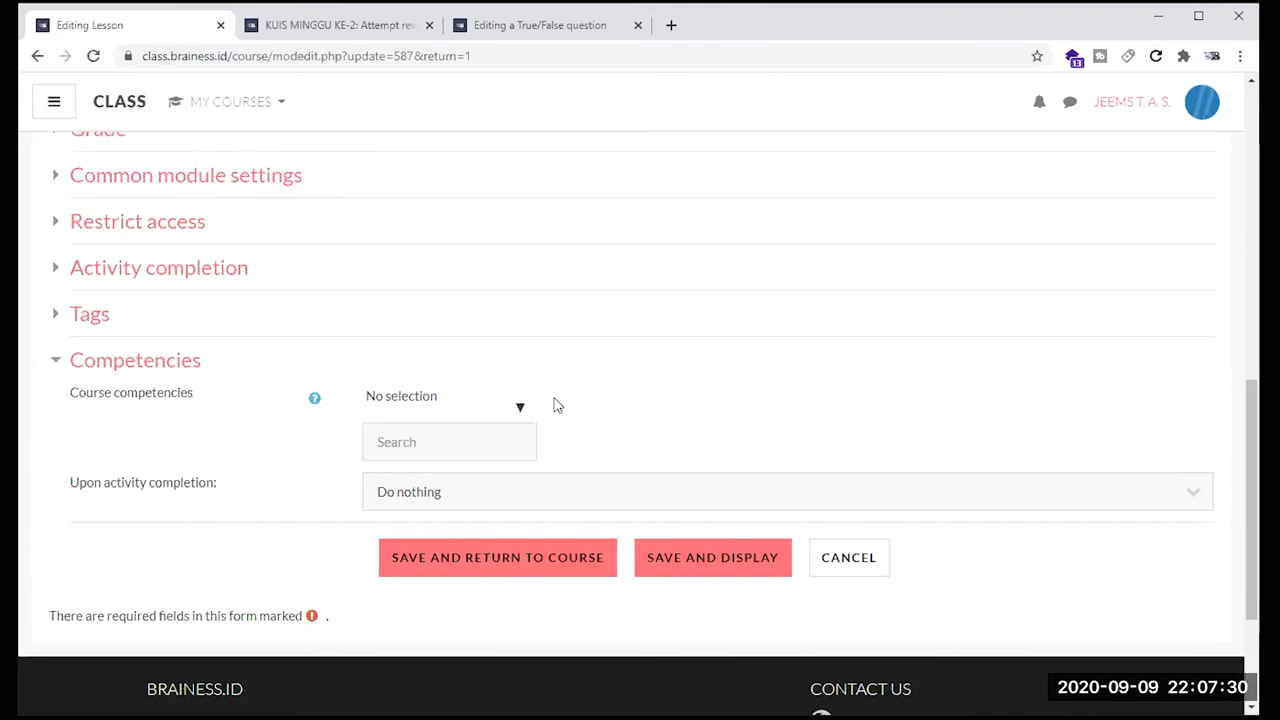 Editing Lesson
KUIS MINGGU KE-2: Attempt rev
Editing a True/False question
class.brainess.id/course/modedit.php?update=587&return=1
13
CLASS
MY COURSES
JEEMS T. A. S.
Grade
Common module settings
Restrict access
Activity completion
Tags
Competencies
Course competencies
No selection
Search
Upon activity completion:
Do nothing
SAVE AND RETURN TO COURSE
SAVE AND DISPLAY
CANCEL
There are required fields in this form marked .
BRAINESS.ID
CONTACT US
2020-09-09 22:07:30